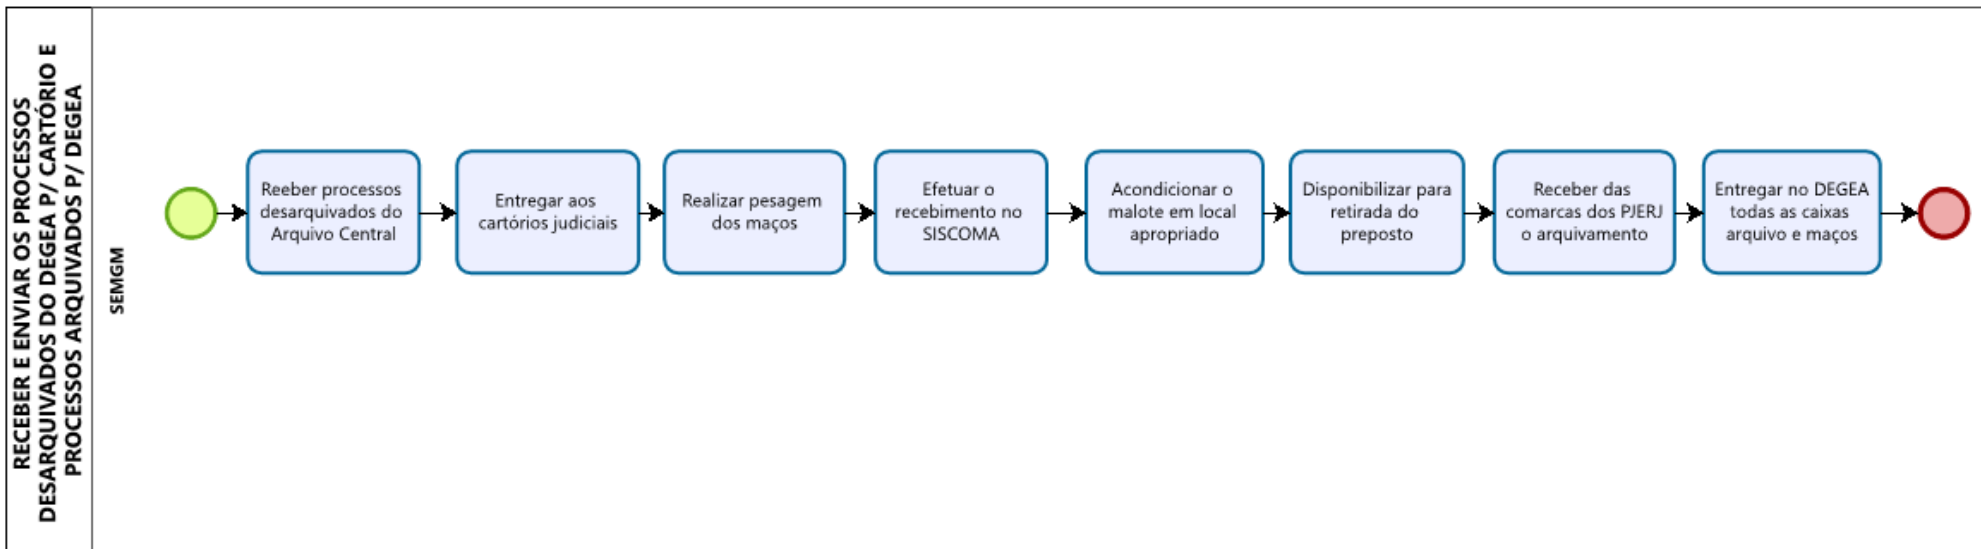 RECEBER E ENVIAR OS PROCESSOS
DESARQUIVADOS DO DEGEA P/ CARTÓRIO E
PROCESSOS ARQUIVADOS P/ DEGEA
SEMGM
Reeber processos
desarquivados do
Arquivo Central
Entregar aos
cartórios judiciais
Realizar pesagem
dos maços
Efetuar o
recebimento no
SISCOMA
Acondicionar o
malote em local
apropriado
Disponibilizar para
retirada do
preposto
Receber das
comarcas dos PJERJ
o arquivamento
Entregar no DEGEA
todas as caixas
arquivo e maços